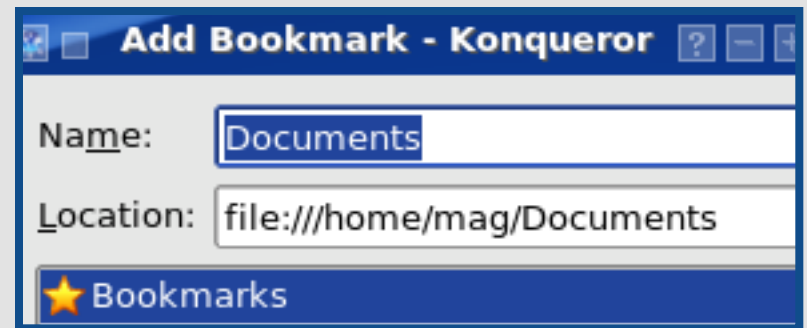 Add Bookmark - Konqueror
Name: Documents
Location: file:///home/mag/Documents
Bookmarks